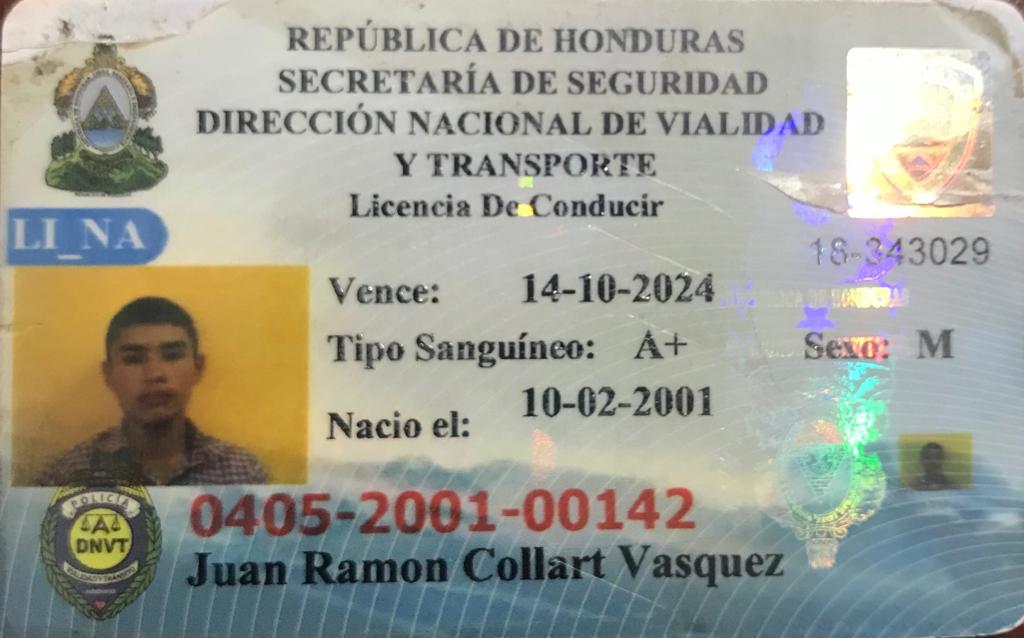 REPÚBLICA DE HONDURAS
SECRETARÍA DE SEGURIDAD
DIRECCIÓN NACIONAL DE VIALIDAD
Y TRANSPORTE
Licencia De Conducir
LI_NA
18-343029
Vence: 14-10-2024
Tipo Sanguíneo: A+ Sexo: M
Nacio el: 10-02-2001
0405-2001-00142
Juan Ramon Collart Vasquez
POLICÍA
DNVT